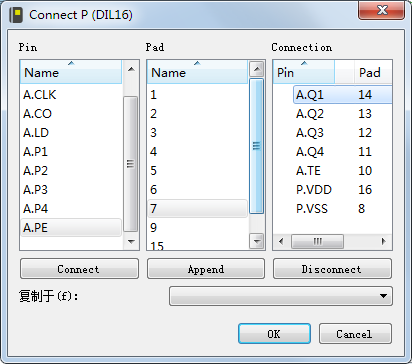 Connect P (DIL16)
Pin
Pad
Connection
Name
Name
Pin Pad
A.CLK
A.CO
A.LD
A.P1
A.P2
A.P3
A.P4
A.PE
1
2
3
4
5
6
7
9
15
A.Q1 14
A.Q2 13
A.Q3 12
A.Q4 11
A.TE 10
P.VDD 16
P.VSS 8
Connect
Append
Disconnect
复制于(f):
OK
Cancel